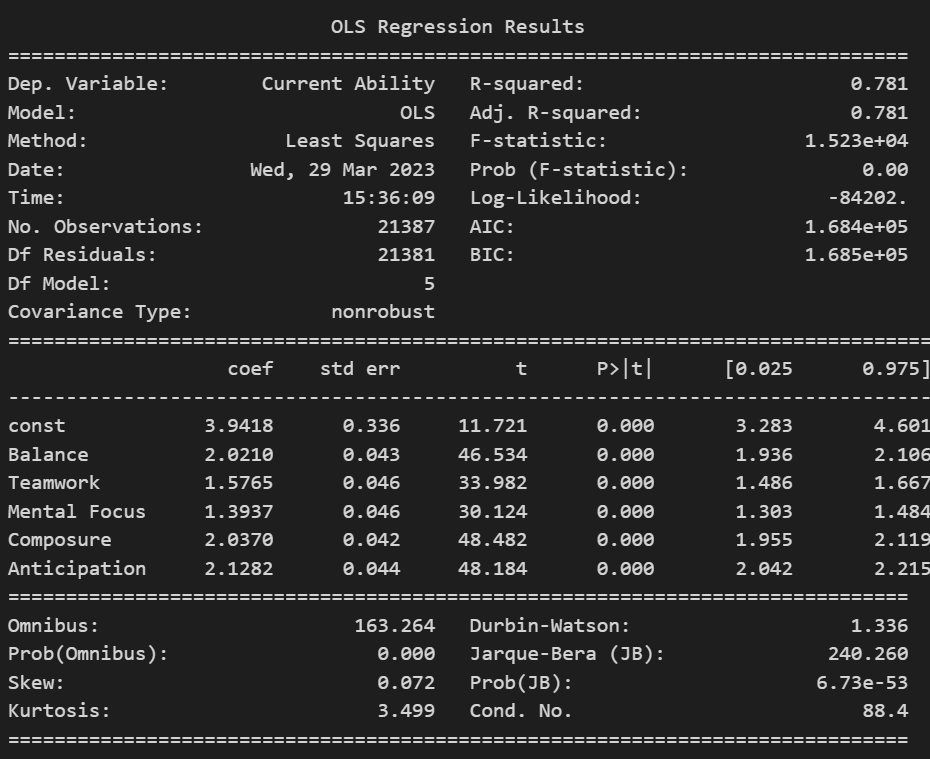 OLS Regression Results
==============================================================================
Dep. Variable: Current Ability R-squared: 0.781
Model: OLS Adj. R-squared: 0.781
Method: Least Squares F-statistic: 1.523e+04
Date: Wed, 29 Mar 2023 Prob (F-statistic): 0.00
Time: 15:36:09 Log-Likelihood: -84202.
No. Observations: 21387 AIC: 1.684e+05
Df Residuals: 21381 BIC: 1.685e+05
Df Model: 5
Covariance Type: nonrobust
================================================================================
coef std err t P>|t| [0.025 0.975]
--------------------------------------------------------------------------------
const 3.9418 0.336 11.721 0.000 3.283 4.601
Balance 2.0210 0.043 46.534 0.000 1.936 2.106
Teamwork 1.5765 0.046 33.982 0.000 1.486 1.667
Mental Focus 1.3937 0.046 30.124 0.000 1.303 1.484
Composure 2.0370 0.042 48.482 0.000 1.955 2.119
Anticipation 2.1282 0.044 48.184 0.000 2.042 2.215
==============================================================================
Omnibus: 163.264 Durbin-Watson: 1.336
Prob(Omnibus): 0.000 Jarque-Bera (JB): 240.260
Skew: 0.072 Prob(JB): 6.73e-53
Kurtosis: 3.499 Cond. No. 88.4
==============================================================================